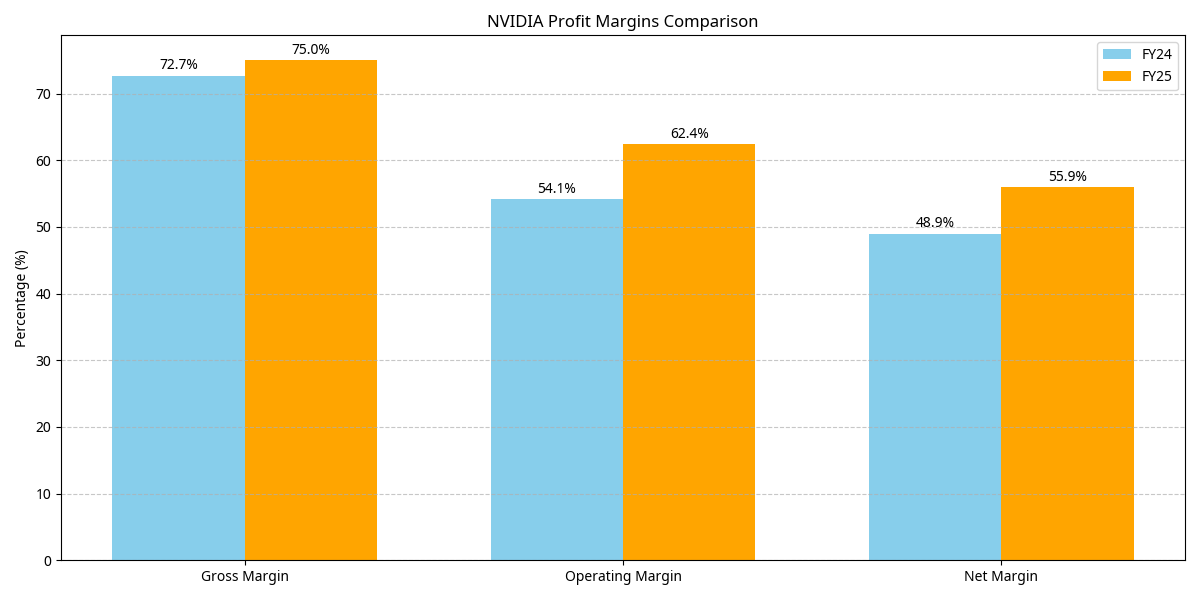 NVIDIA Profit Margins Comparison
FY24
FY25
72.7%
75.0%
54.1%
62.4%
48.9%
55.9%
Percentage (%)
70
60
50
40
30
20
10
0
Gross Margin
Operating Margin
Net Margin